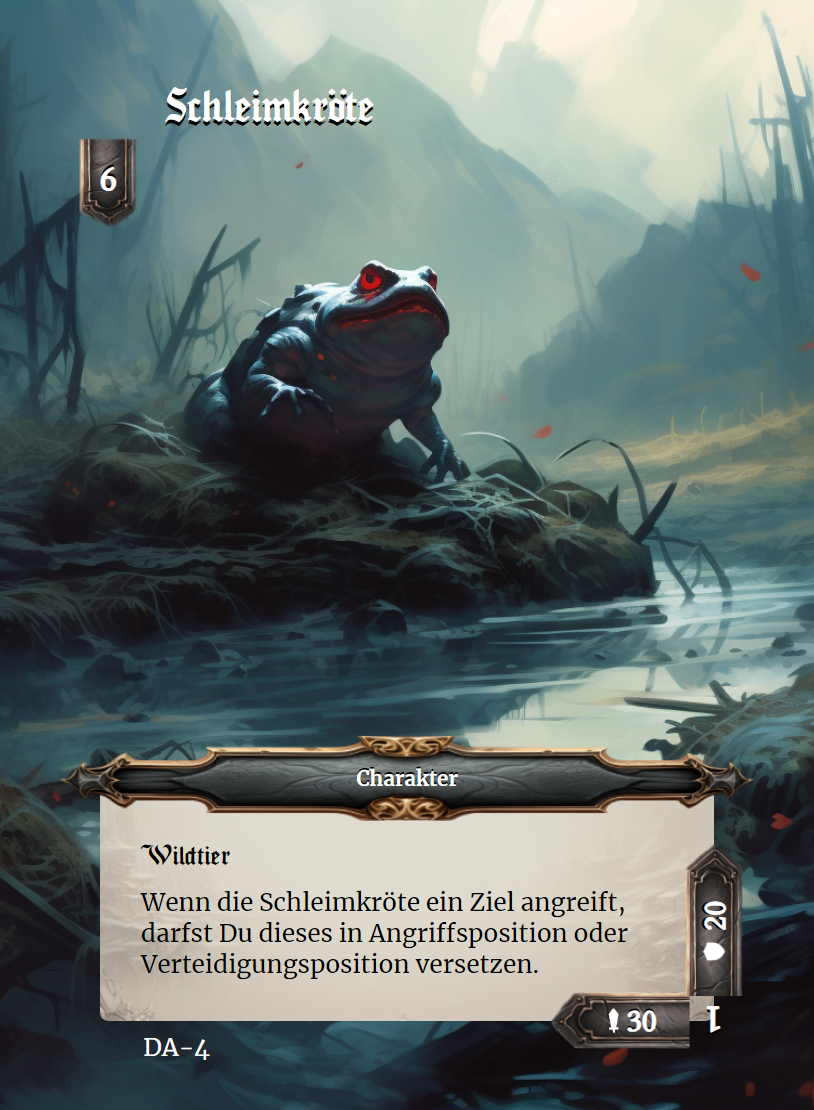 Schleimkröte
6
Charakter
Wildtier
Wenn die Schleimkröte ein Ziel angreift,
darfst Du dieses in Angriffsposition oder
Verteidigungsposition versetzen.
20
30
1
DA-4